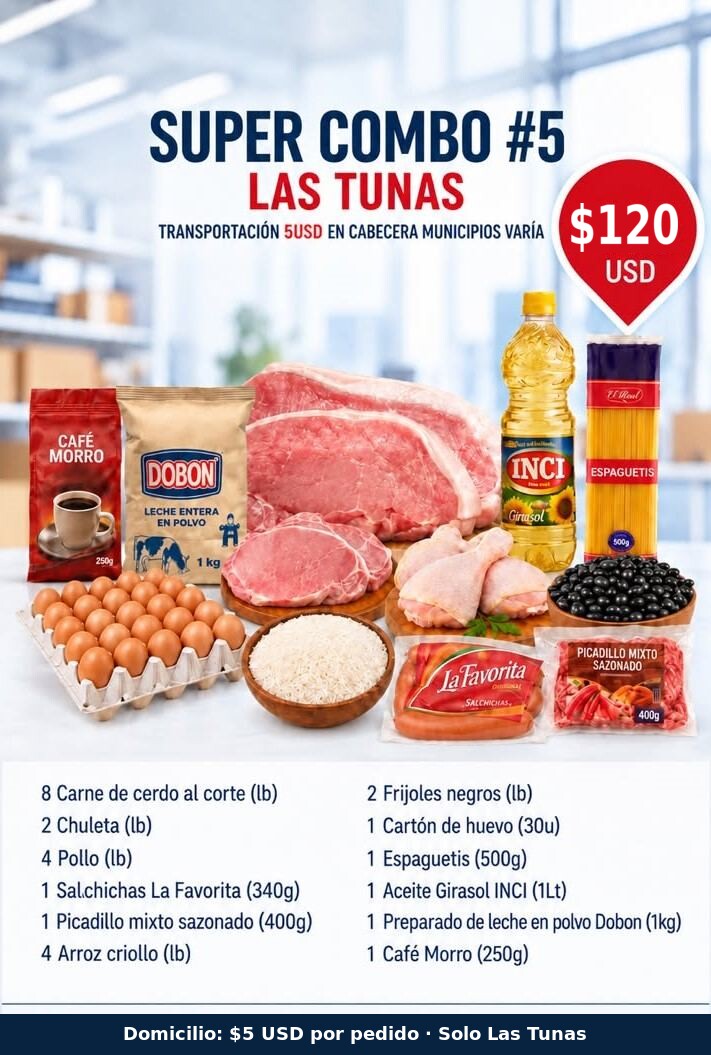 SUPER COMBO #5
LAS TUNAS
TRANSPORTACIÓN 5USD EN CABECERA MUNICIPIOS VARÍA
$120
USD
CAFÉ
MORRO
250g
DOBON
LECHE ENTERA
EN POLVO
1 kg
INCI
Girasol
El Real
ESPAGUETIS
500g
La Favorita
SALCHICHAS
PICADILLO MIXTO
SAZONADO
400g
8 Carne de cerdo al corte (lb)
2 Chuleta (lb)
4 Pollo (lb)
1 Salchichas La Favorita (340g)
1 Picadillo mixto sazonado (400g)
4 Arroz criollo (lb)
2 Frijoles negros (lb)
1 Cartón de huevo (30u)
1 Espaguetis (500g)
1 Aceite Girasol INCI (1Lt)
1 Preparado de leche en polvo Dobon (1kg)
1 Café Morro (250g)
Domicilio: $5 USD por pedido · Solo Las Tunas